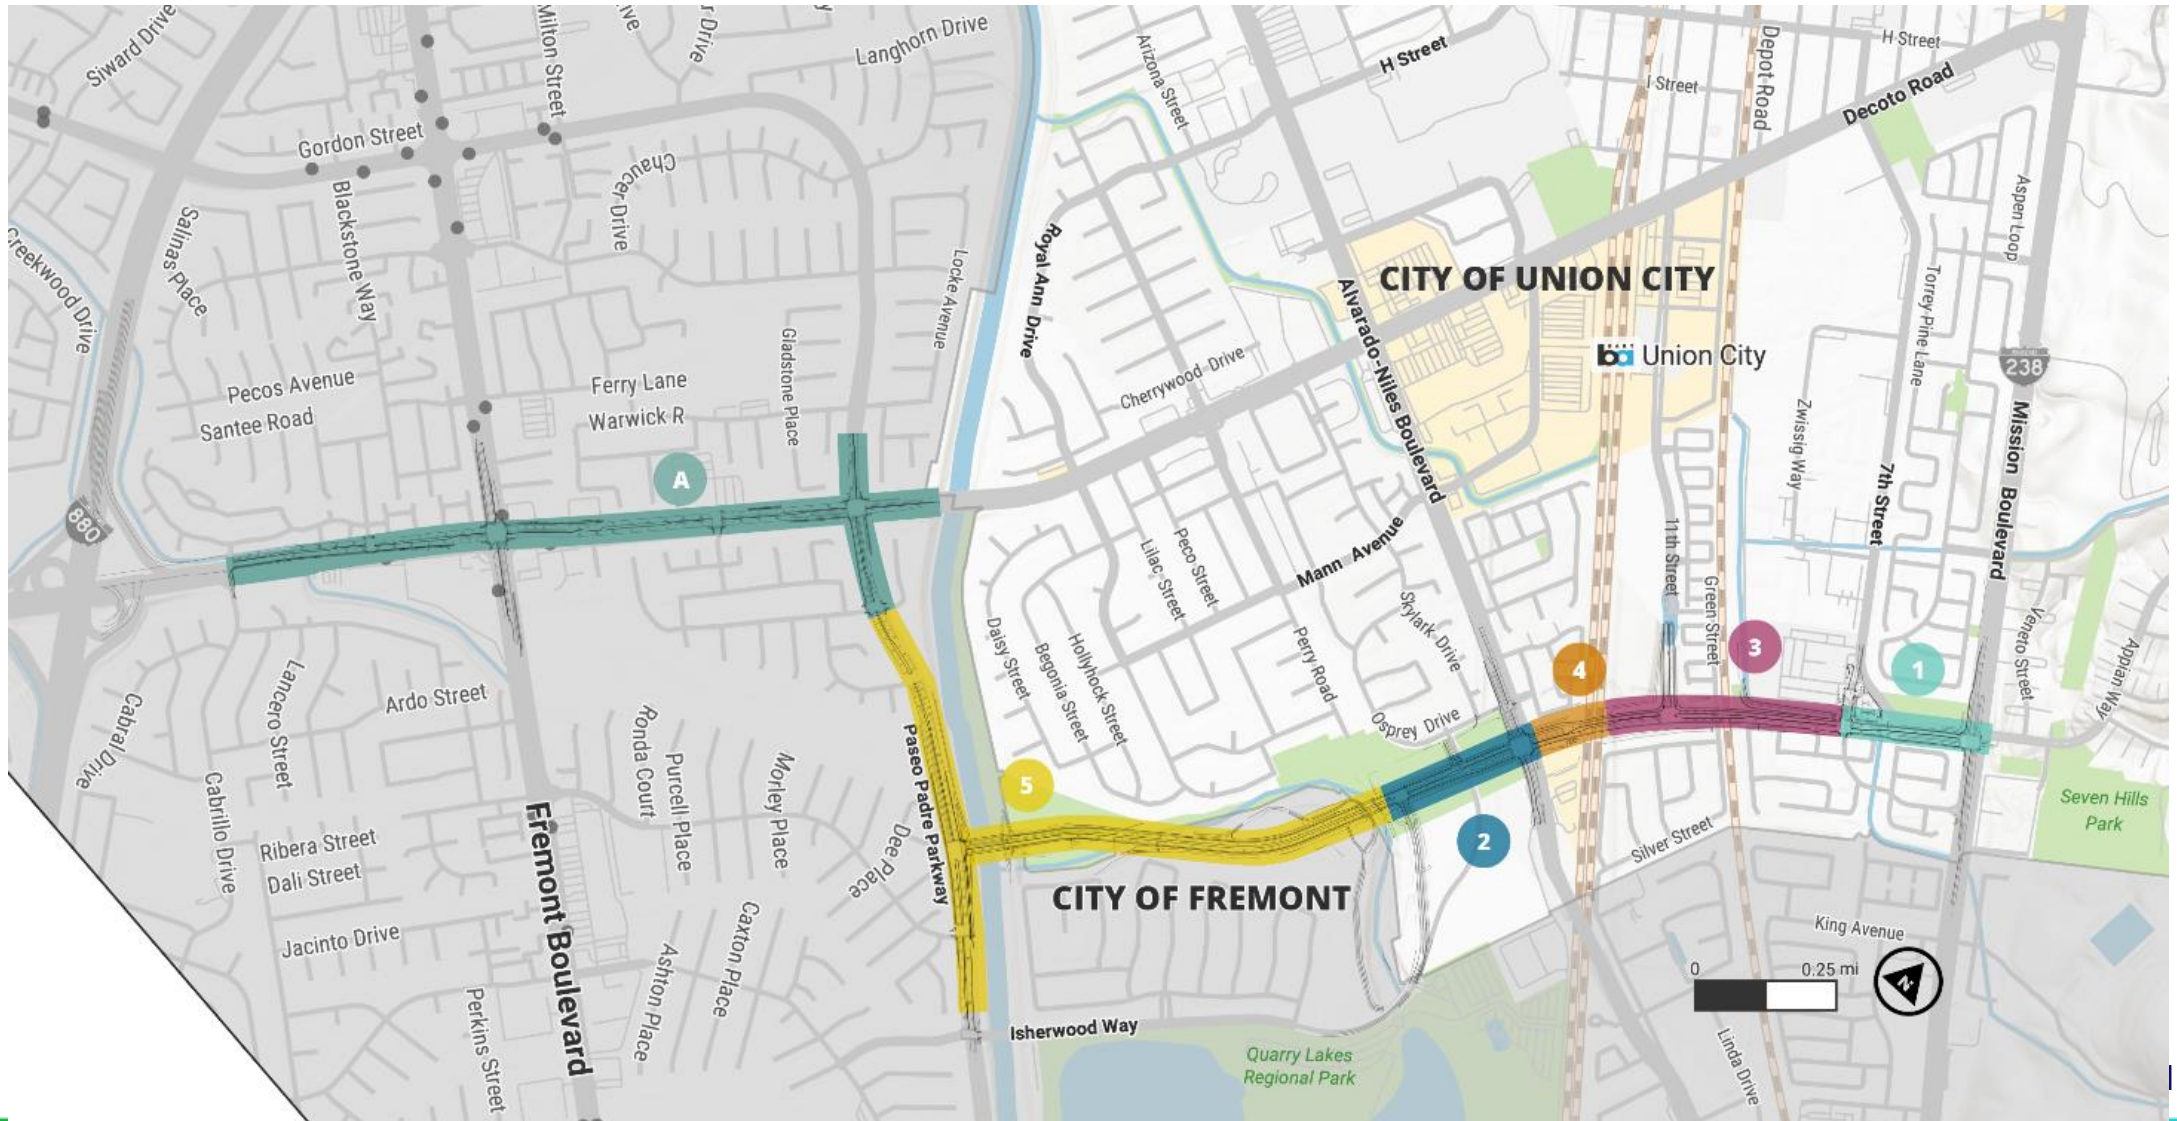 Siward Drive
Milton Street
Langhorn Drive
Arizona Street
H Street
Depot Road
H Street
I Street
Decoto Road
Gordon Street
Chaucer Drive
Blackstone Way
Salinas Place
Creekwood Drive
Aspen Loop
Royal Ann Drive
Locke Avenue
CITY OF UNION CITY
Torrey Pine Lane
Alvarado-Niles Boulevard
ba Union City
238
Cherrywood Drive
Pecos Avenue
Ferry Lane
Gladstone Place
Santee Road
Warwick R
Zwissig Way
Mission Boulevard
A
7th Street
880
Mann Avenue
Peco Street
Lilac Street
11th Street
Green Street
Skylark Drive
Daisy Street
Begonia Street
Hollyhock Street
Perry Road
Veneto Street
Appian Way
4
3
1
Lancero Street
Ardo Street
Cabral Drive
Osprey Drive
Ronda Court
Purcell Place
Morley Place
Paseo Padre Parkway
5
Cabrillo Drive
Fremont Boulevard
Ribera Street
Dali Street
Dee Place
2
Silver Street
Seven Hills
Park
CITY OF FREMONT
Jacinto Drive
Caxton Place
Ashton Place
King Avenue
0 0.25 mi
N
Perkins Street
Isherwood Way
Quarry Lakes
Regional Park
Linda Drive